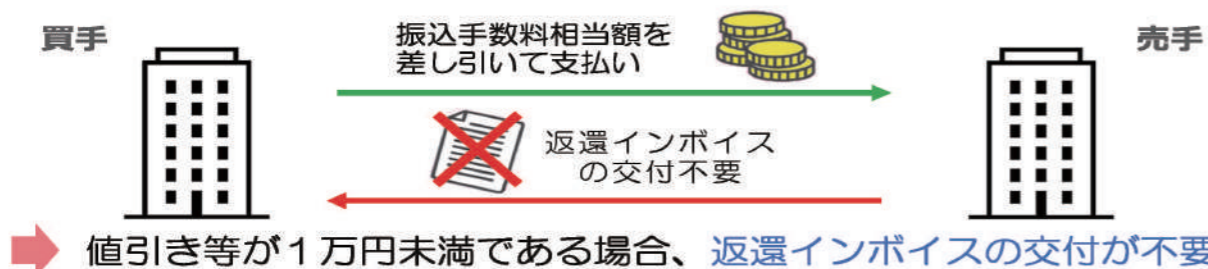 買手
振込手数料相当額を
差し引いて支払い
売手
返還インボイス
の交付不要
値引き等が１万円未満である場合、返還インボイスの交付が不要